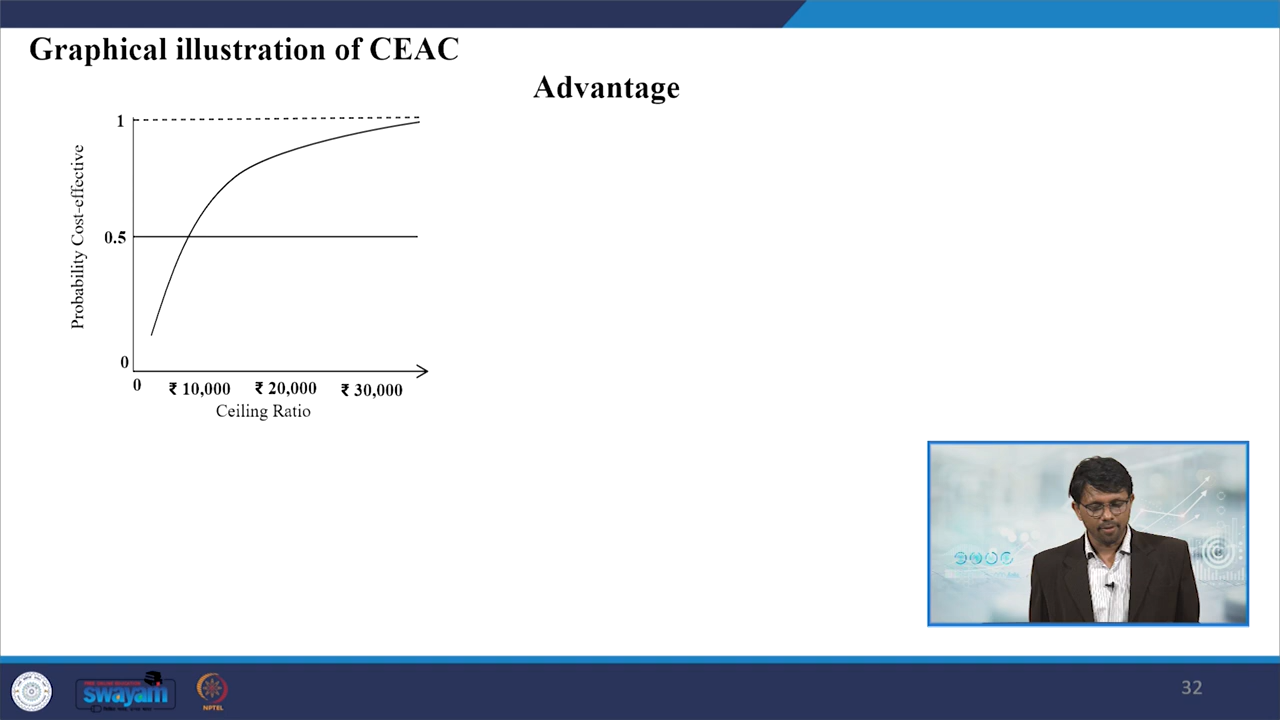 Graphical illustration of CEAC
Advantage
1
Probability Cost-effective
0.5
0
0
₹ 10,000
₹ 20,000
₹ 30,000
Ceiling Ratio
swayam
NPTEL
32